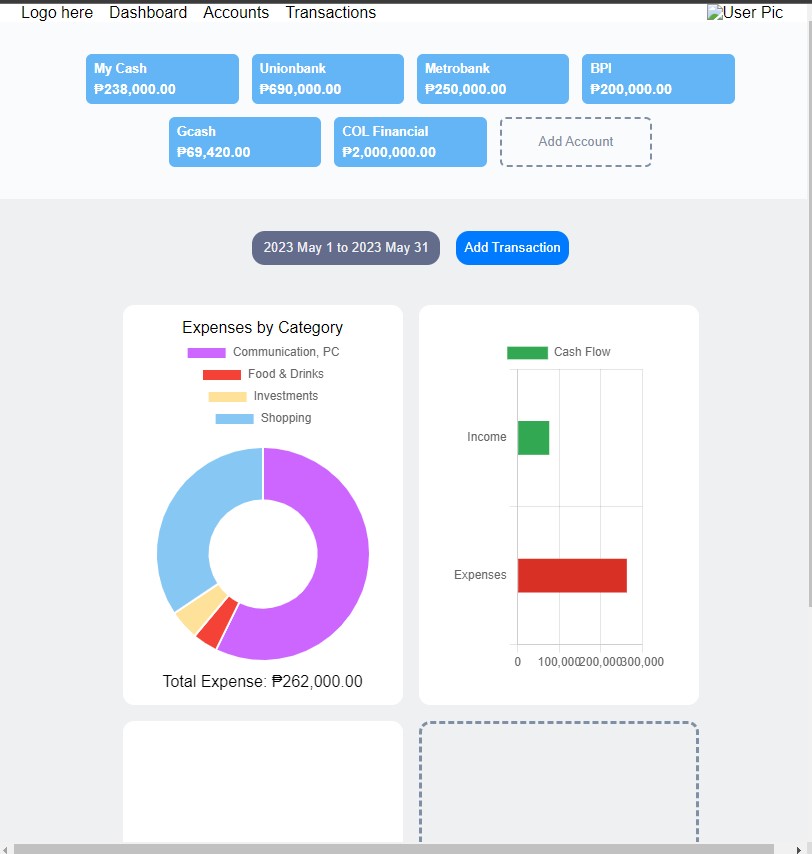 Logo here Dashboard Accounts Transactions User Pic
My Cash Unionbank Metrobank BPI
₱238,000.00 ₱690,000.00 ₱250,000.00 ₱200,000.00
Gcash COL Financial
₱69,420.00 ₱2,000,000.00
Add Account
2023 May 1 to 2023 May 31 Add Transaction
Expenses by Category
Communication, PC
Food & Drinks
Investments
Shopping
Total Expense: ₱262,000.00
Cash Flow
Income
Expenses
0 100,000 200,000 300,000